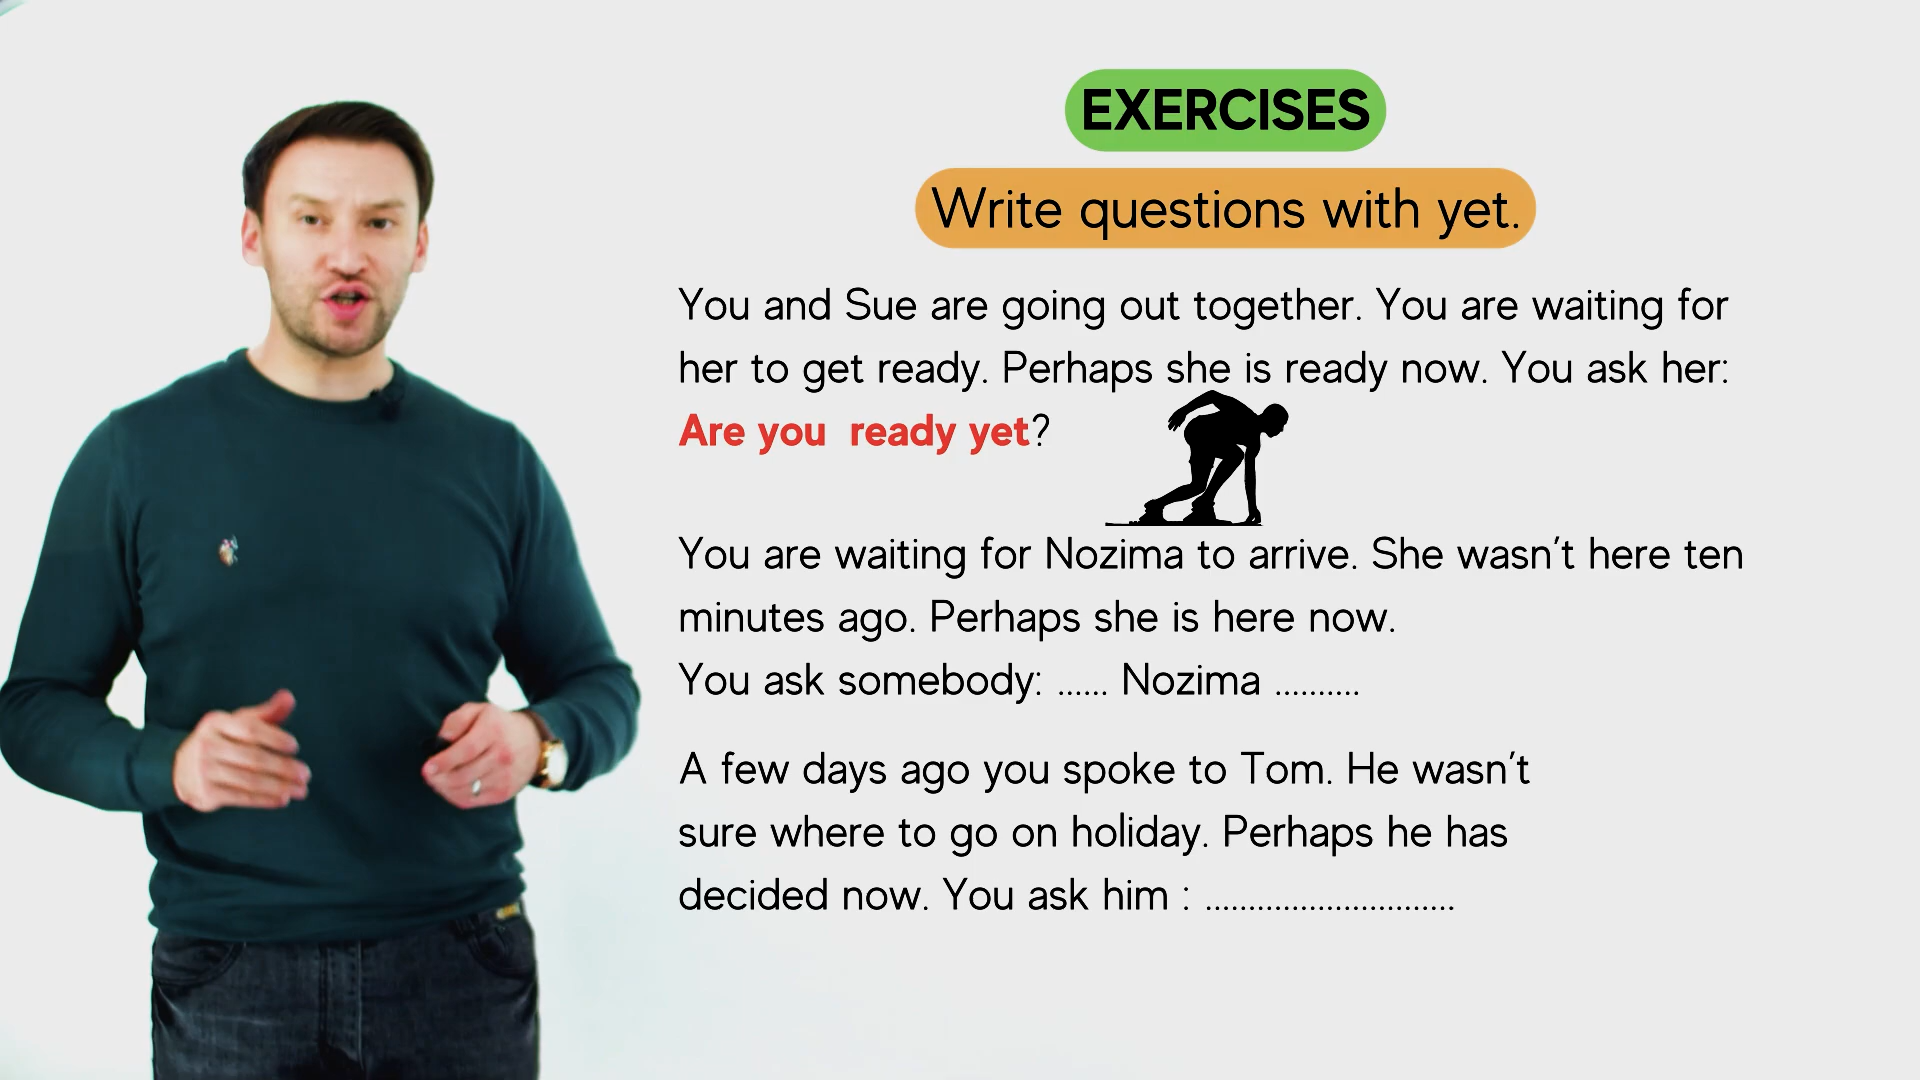 EXERCISES
Write questions with yet.
You and Sue are going out together. You are waiting for
her to get ready. Perhaps she is ready now. You ask her:
Are you  ready yet?
You are waiting for Nozima to arrive. She wasn’t here ten
minutes ago. Perhaps she is here now.
You ask somebody: ...... Nozima ..........
A few days ago you spoke to Tom. He wasn’t
sure where to go on holiday. Perhaps he has
decided now. You ask him : .............................